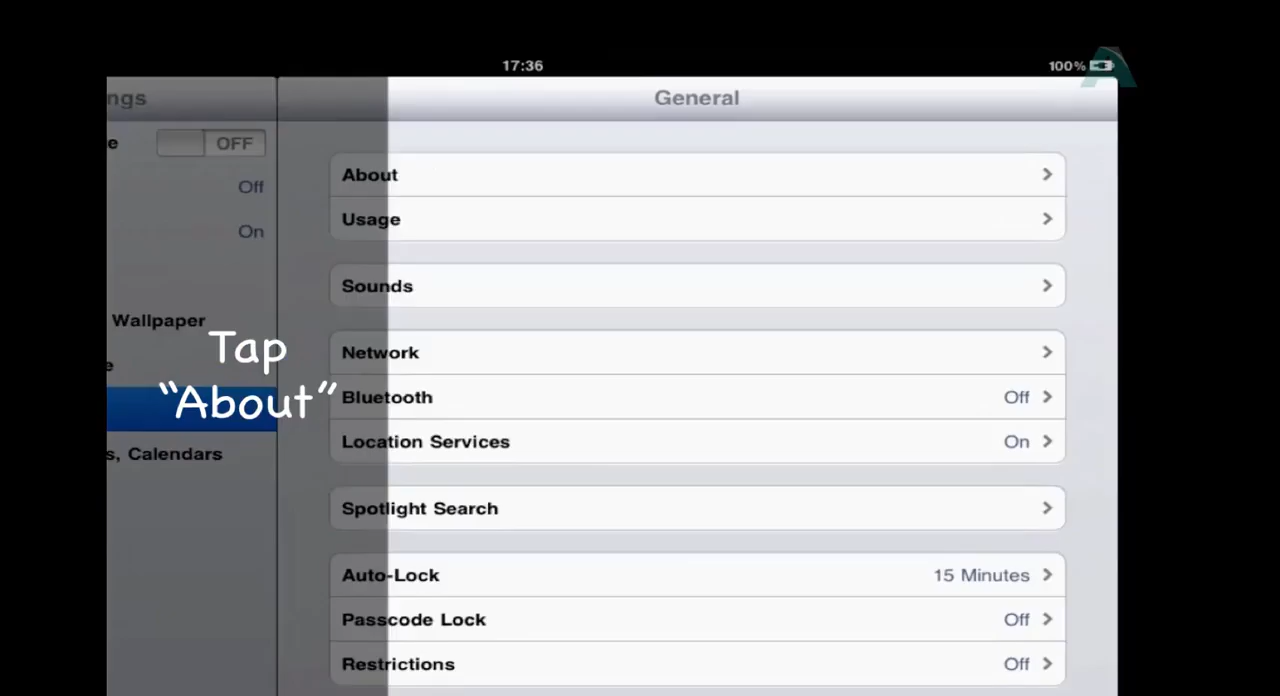 17:36
100%
ngs
General
e OFF
Off
On
Wallpaper
e
s, Calendars
Tap
“About”
About
Usage
Sounds
Network
Bluetooth Off
Location Services On
Spotlight Search
Auto-Lock 15 Minutes
Passcode Lock Off
Restrictions Off